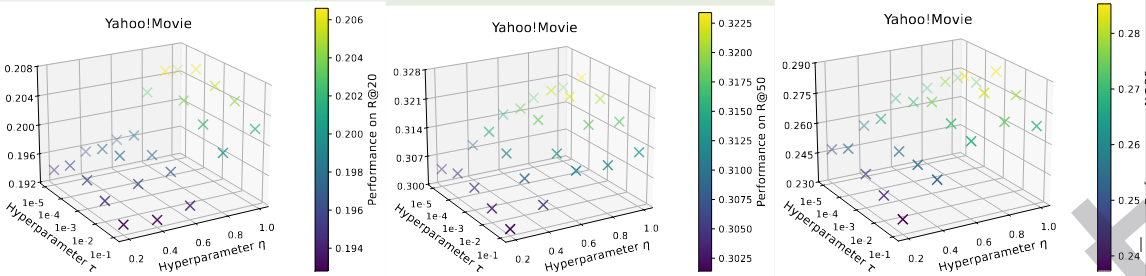 Yahoo!Movie
0.208
0.204
0.200
0.196
0.192
1e-5
1e-4
1e-3
1e-2
1e-1
Hyperparameter τ
0.2
0.4
0.6
0.8
1.0
Hyperparameter η
0.206
0.204
0.202
0.200
0.198
0.196
0.194
Performance on R@20
Yahoo!Movie
0.328
0.321
0.314
0.307
0.300
1e-5
1e-4
1e-3
1e-2
1e-1
Hyperparameter τ
0.2
0.4
0.6
0.8
1.0
Hyperparameter η
0.3225
0.3200
0.3175
0.3150
0.3125
0.3100
0.3075
0.3050
0.3025
Performance on R@50
Yahoo!Movie
0.290
0.275
0.260
0.245
0.230
1e-5
1e-4
1e-3
1e-2
1e-1
Hyperparameter τ
0.2
0.4
0.6
0.8
1.0
Hyperparameter η
0.28
0.27
0.26
0.25
0.24